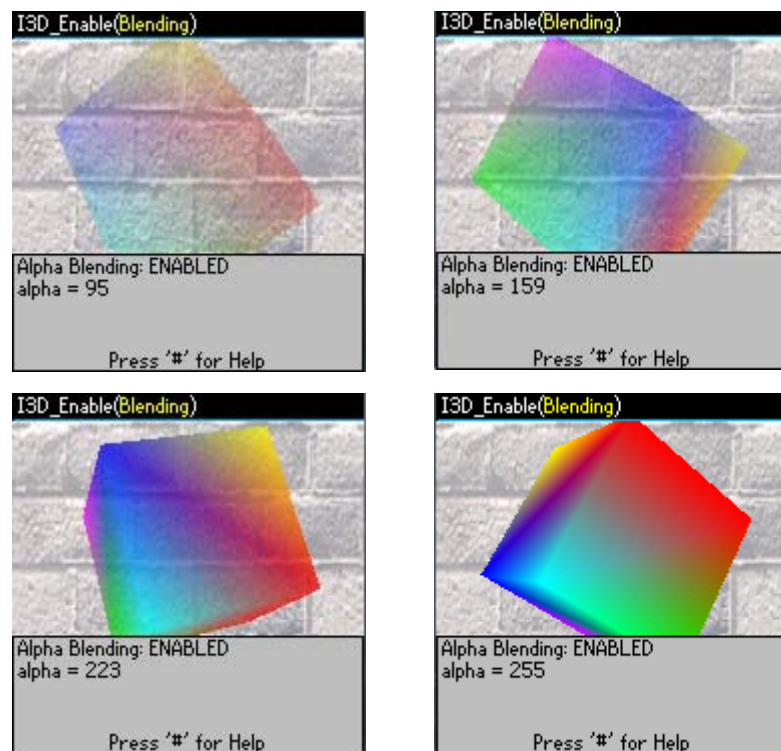 I3D_Enable(Blending)
Alpha Blending: ENABLED
alpha = 95
Press '#' for Help
I3D_Enable(Blending)
Alpha Blending: ENABLED
alpha = 159
Press '#' for Help
I3D_Enable(Blending)
Alpha Blending: ENABLED
alpha = 223
Press '#' for Help
I3D_Enable(Blending)
Alpha Blending: ENABLED
alpha = 255
Press '#' for Help